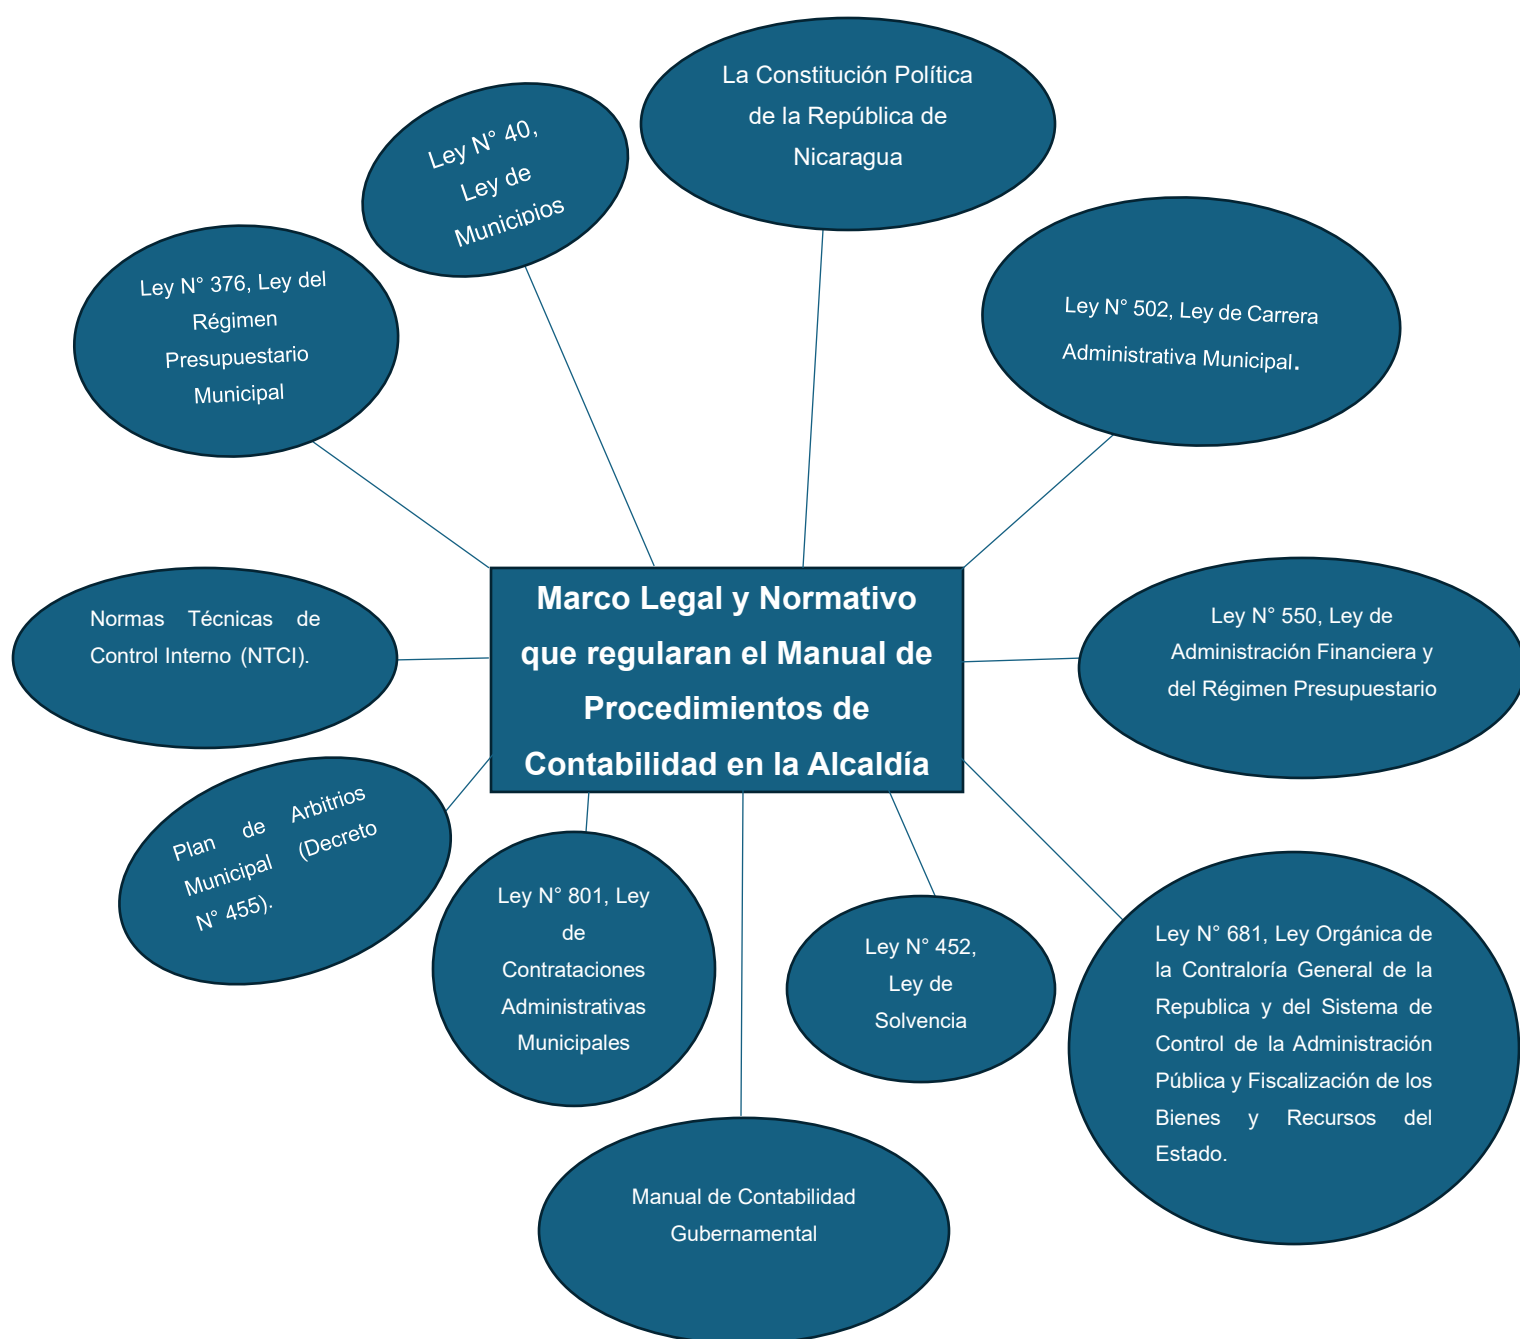 La Constitución Política
de la República de
Nicaragua
Ley N° 40,
Ley de
Municipios
Ley N° 376, Ley del
Régimen
Presupuestario
Municipal
Ley N° 502, Ley de Carrera
Administrativa Municipal.
Marco Legal y Normativo
que regularan el Manual de
Procedimientos de
Contabilidad en la Alcaldía
Normas Técnicas de
Control Interno (NTCI).
Ley N° 550, Ley de
Administración Financiera y
del Régimen Presupuestario
Plan de Arbitrios
Municipal (Decreto
N° 455).
Ley N° 801, Ley
de
Contrataciones
Administrativas
Municipales
Ley N° 452,
Ley de
Solvencia
Ley N° 681, Ley Orgánica de
la Contraloría General de la
Republica y del Sistema de
Control de la Administración
Pública y Fiscalización de los
Bienes y Recursos del
Estado.
Manual de Contabilidad
Gubernamental